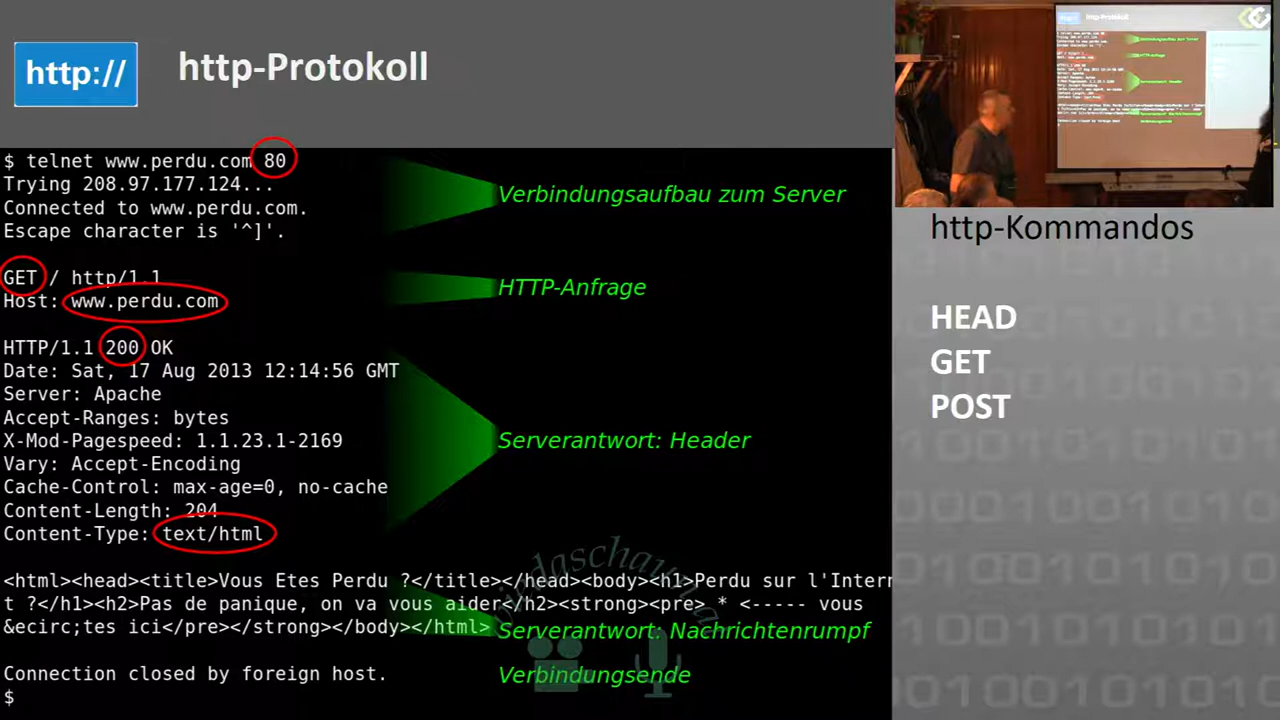 http://
http-Protokoll
$ telnet www.perdu.com 80
Trying 208.97.177.124...
Connected to www.perdu.com.
Escape character is '^]'.
Verbindungsaufbau zum Server
GET / http/1.1
Host: www.perdu.com
HTTP-Anfrage
HTTP/1.1 200 OK
Date: Sat, 17 Aug 2013 12:14:56 GMT
Server: Apache
Accept-Ranges: bytes
X-Mod-Pagespeed: 1.1.23.1-2169
Vary: Accept-Encoding
Cache-Control: max-age=0, no-cache
Content-Length: 204
Content-Type: text/html
Serverantwort: Header
<html><head><title>Vous Etes Perdu ?</title></head><body><h1>Perdu sur l'Intern
t ?</h1><h2>Pas de panique, on va vous aider</h2><strong><pre> * <----- vous
&ecirc;tes ici</pre></strong></body></html>
Serverantwort: Nachrichtenrumpf
Connection closed by foreign host.
Verbindungsende
$
http-Kommandos
HEAD
GET
POST
http-Protokoll